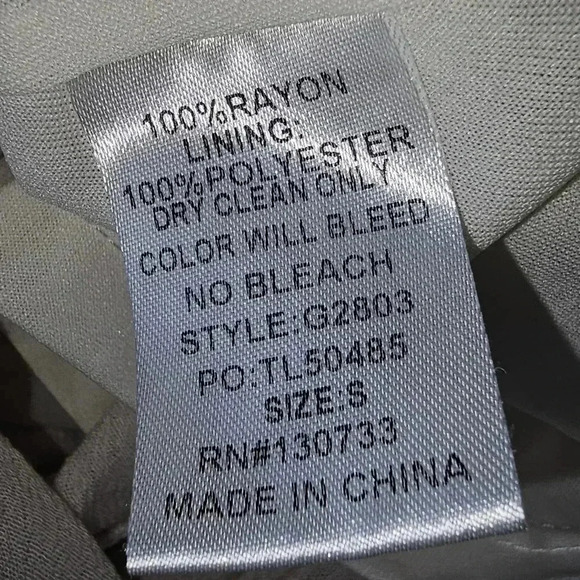 100%RAYON
LINING:
100%POLYESTER
DRY CLEAN ONLY
COLOR WILL BLEED
NO BLEACH
STYLE:G2803
PO:TL50485
SIZE:S
RN#130733
MADE IN CHINA